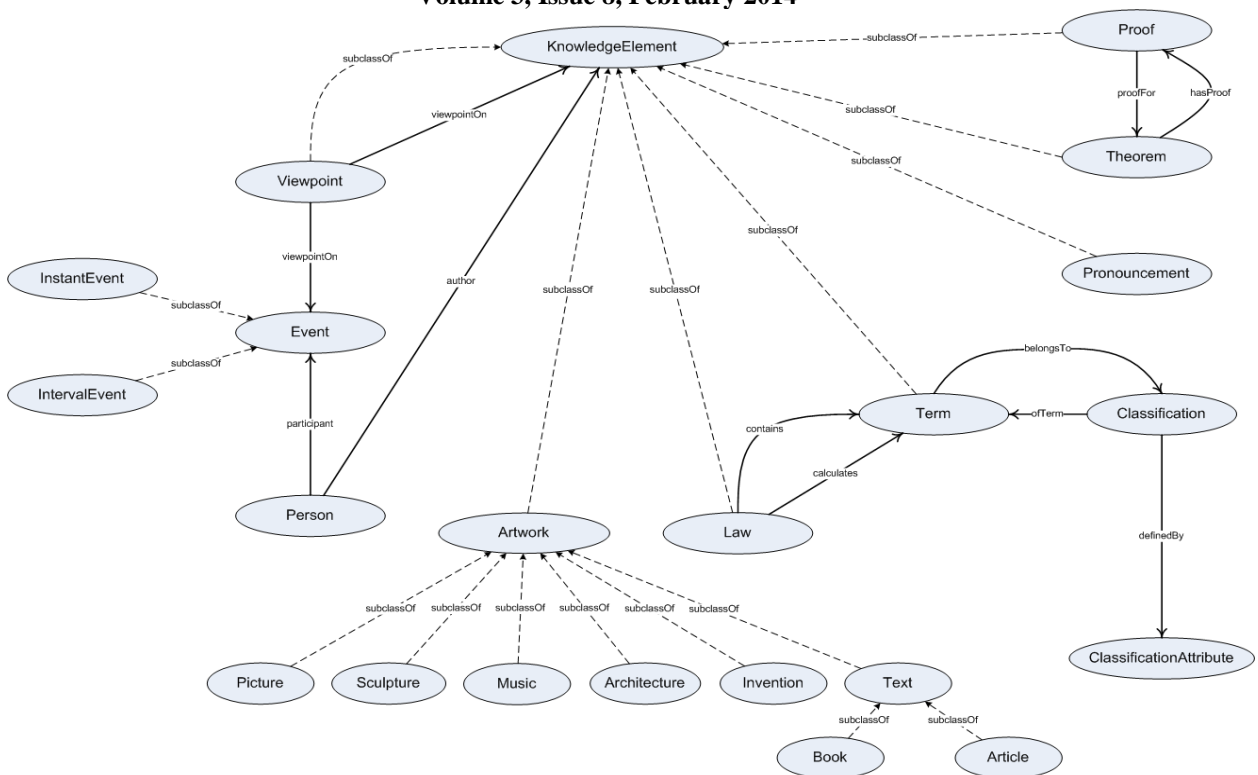 Volume 3, Issue 8, February 2014
KnowledgeElement
Proof
subclassOf
subclassOf
proofFor
hasProof
viewpointOn
subclassOf
Theorem
subclassOf
Viewpoint
subclassOf
viewpointOn
InstantEvent
Pronouncement
author
subclassOf
subclassOf
subclassOf
Event
belongsTo
subclassOf
IntervalEvent
Term
ofTerm
Classification
participant
contains
calculates
Person
Artwork
Law
definedBy
subclassOf
subclassOf
subclassOf
subclassOf
subclassOf
subclassOf
ClassificationAttribute
Picture
Sculpture
Music
Architecture
Invention
Text
subclassOf
subclassOf
Book
Article